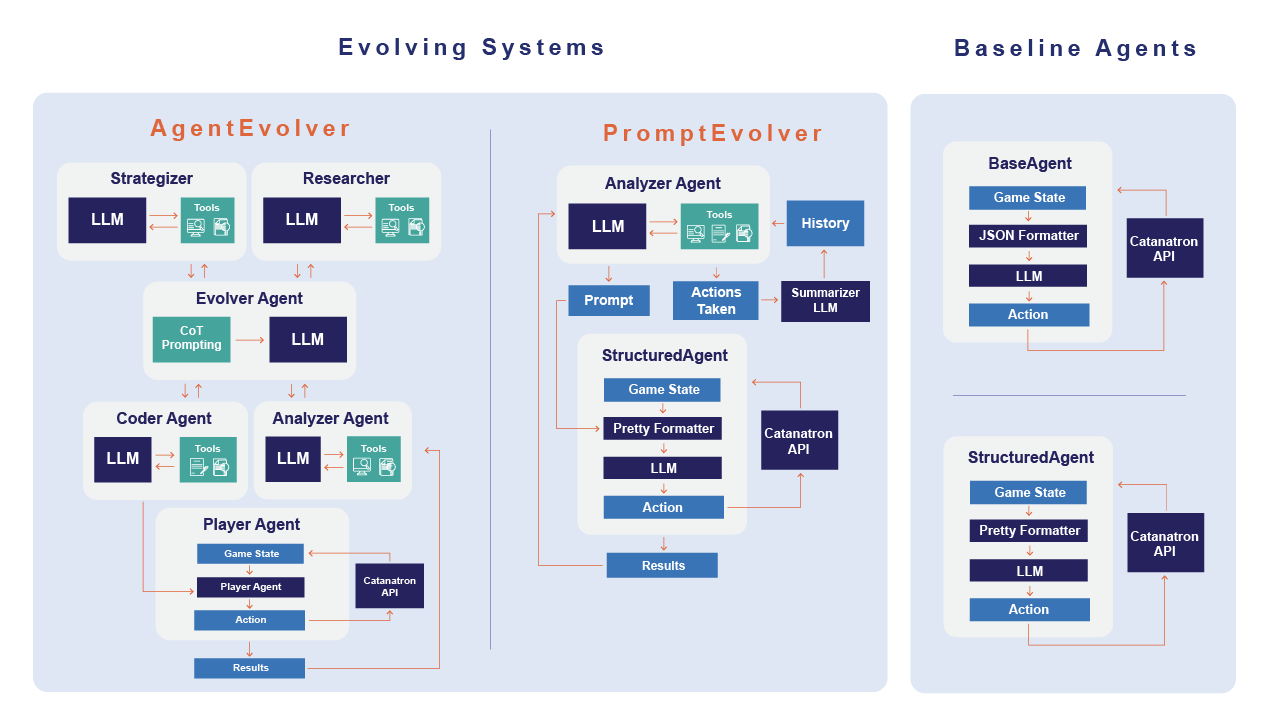 Evolving Systems
Baseline Agents
AgentEvolver
Strategizer
LLM
Tools
Researcher
LLM
Tools
Evolver Agent
CoT
Prompting
LLM
Coder Agent
LLM
Tools
Analyzer Agent
LLM
Tools
Player Agent
Game State
Player Agent
Action
Catanatron
API
Results
PromptEvolver
Analyzer Agent
LLM
Tools
History
Prompt
Actions
Taken
Summarizer
LLM
StructuredAgent
Game State
Pretty Formatter
LLM
Action
Catanatron
API
Results
BaseAgent
Game State
JSON Formatter
LLM
Action
Catanatron
API
StructuredAgent
Game State
Pretty Formatter
LLM
Action
Catanatron
API